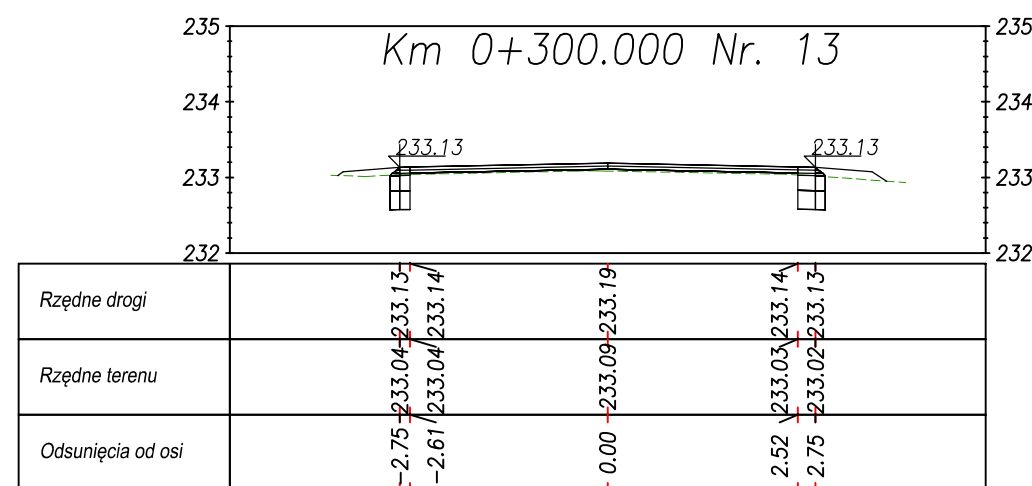 235 235
Km 0+300.000 Nr. 13
234 234
233.13 233.13
233 233
232 232
Rzędne drogi 233.13 233.14 233.19 233.14 233.13
Rzędne terenu 233.04 233.04 233.09 233.03 233.02
Odsunięcia od osi -2.75 -2.61 0.00 2.52 2.75